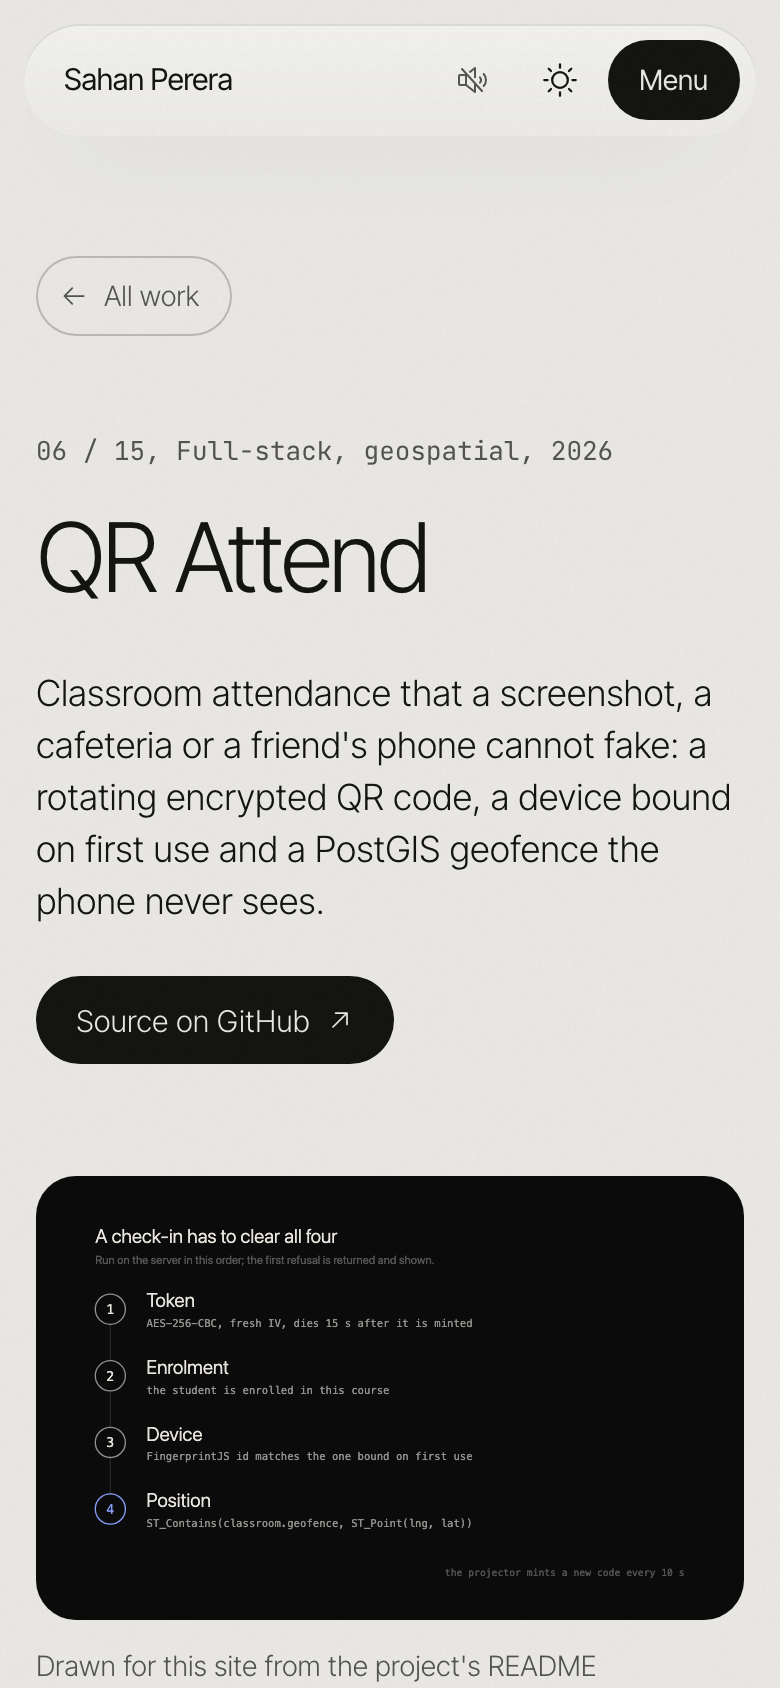 Sahan Perera
Menu
← All work
06 / 15, Full-stack, geospatial, 2026
QR Attend
Classroom attendance that a screenshot, a
cafeteria or a friend's phone cannot fake: a
rotating encrypted QR code, a device bound
on first use and a PostGIS geofence the
phone never sees.
Source on GitHub ↗
A check-in has to clear all four
Run on the server in this order; the first refusal is returned and shown.
1 Token
AES-256-CBC, fresh IV, dies 15 s after it is minted
2 Enrolment
the student is enrolled in this course
3 Device
FingerprintJS id matches the one bound on first use
4 Position
ST_Contains(classroom.geofence, ST_Point(lng, lat))
the projector mints a new code every 10 s
Drawn for this site from the project's README